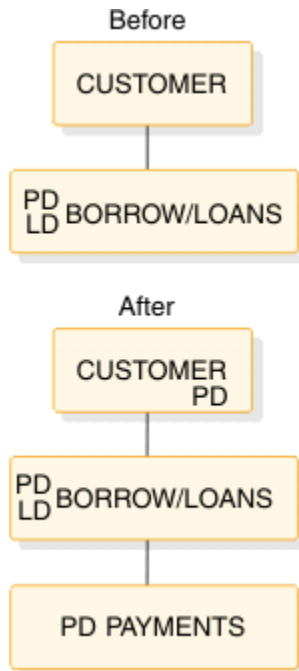 Before
CUSTOMER
PD
LD BORROW/LOANS
After
CUSTOMER
PD
PD
LD BORROW/LOANS
PD PAYMENTS